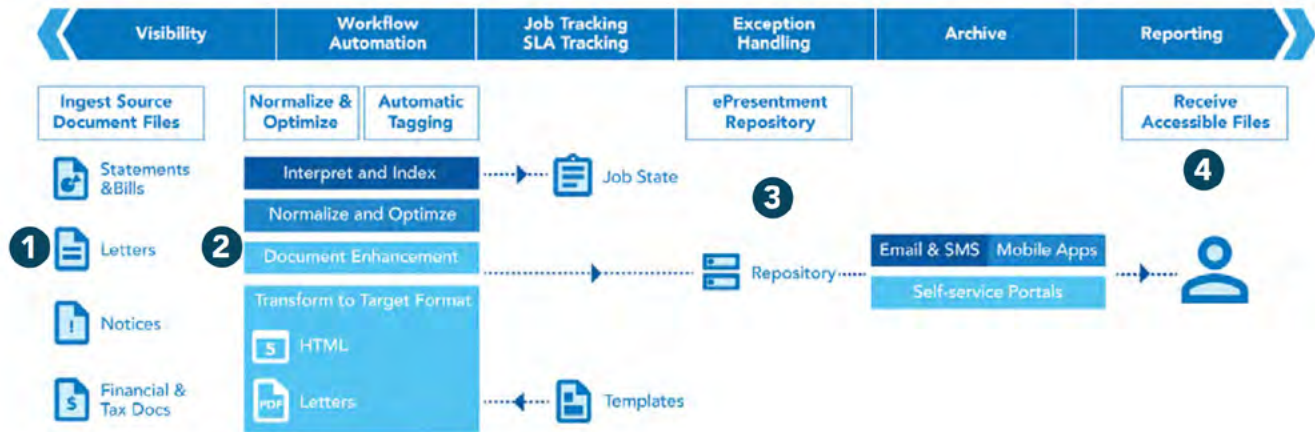 Visibility
Workflow
Automation
Job Tracking
SLA Tracking
Exception
Handling
Archive
Reporting
Ingest Source
Document Files
Normalize &
Optimize
Automatic
Tagging
ePresentment
Repository
Receive
Accessible Files
1
Statements
&Bills
Letters
Notices
$
Financial &
Tax Docs
2
Interpret and Index
Normalize and Optimze
Document Enhancement
Transform to Target Format
5
HTML
PDF
Letters
Job State
Templates
3
Repository
Email & SMS
Mobile Apps
Self-service Portals
4